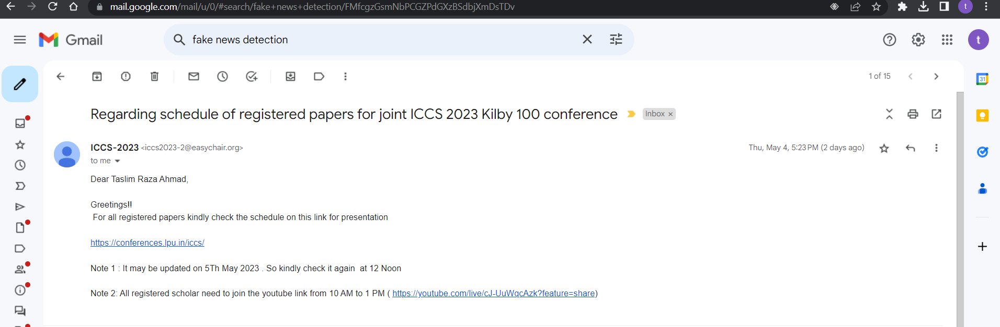 mail.google.com/mail/u/0/#search/fake+news+detection/FMfcgzGsmNbPCGZPdGXzBSdbjXmDsTDv
t
Gmail
fake news detection
t
1 of 15
31
Regarding schedule of registered papers for joint ICCS 2023 Kilby 100 conference
Inbox ×
ICCS-2023 <iccs2023-2@easychair.org>
Thu, May 4, 5:23 PM (2 days ago)
to me
Dear Taslim Raza Ahmad,
Greetings!!
For all registered papers kindly check the schedule on this link for presentation
https://conferences.lpu.in/iccs/
Note 1 : It may be updated on 5Th May 2023 . So kindly check it again  at 12 Noon
Note 2: All registered scholar need to join the youtube link from 10 AM to 1 PM ( https://youtube.com/live/cJ-UuWqcAzk?feature=share)